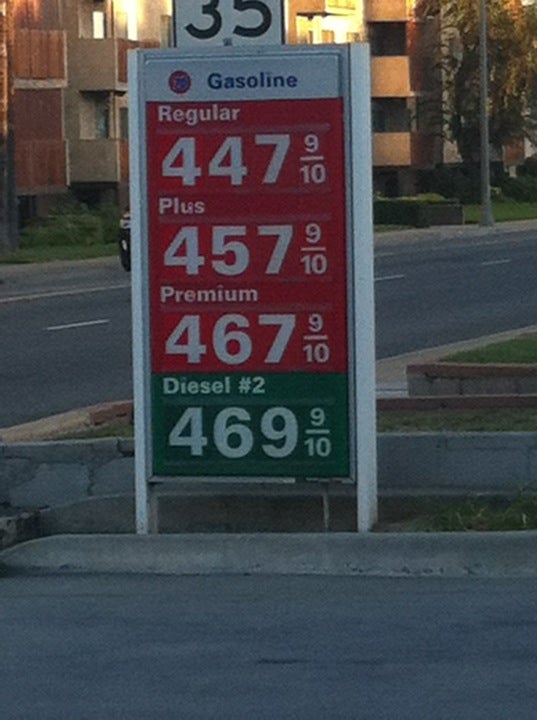 35
Gasoline
Regular
447 9/10
Plus
457 9/10
Premium
467 9/10
Diesel #2
469 9/10